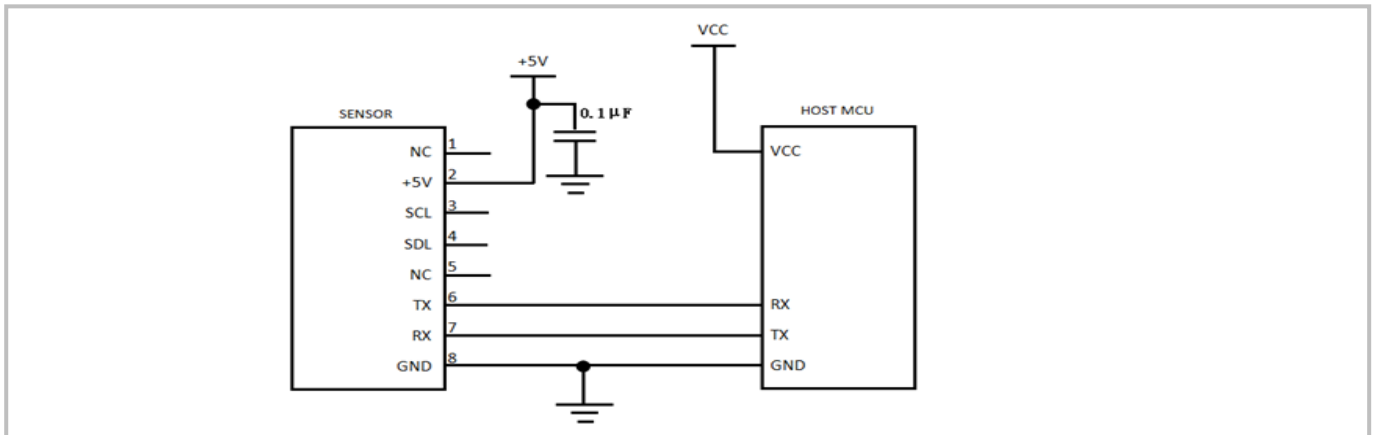 VCC
+5V
0.1μF
SENSOR
HOST MCU
NC 1
VCC
+5V 2
SCL 3
SDL 4
NC 5
TX 6
RX
RX 7
TX
GND 8
GND